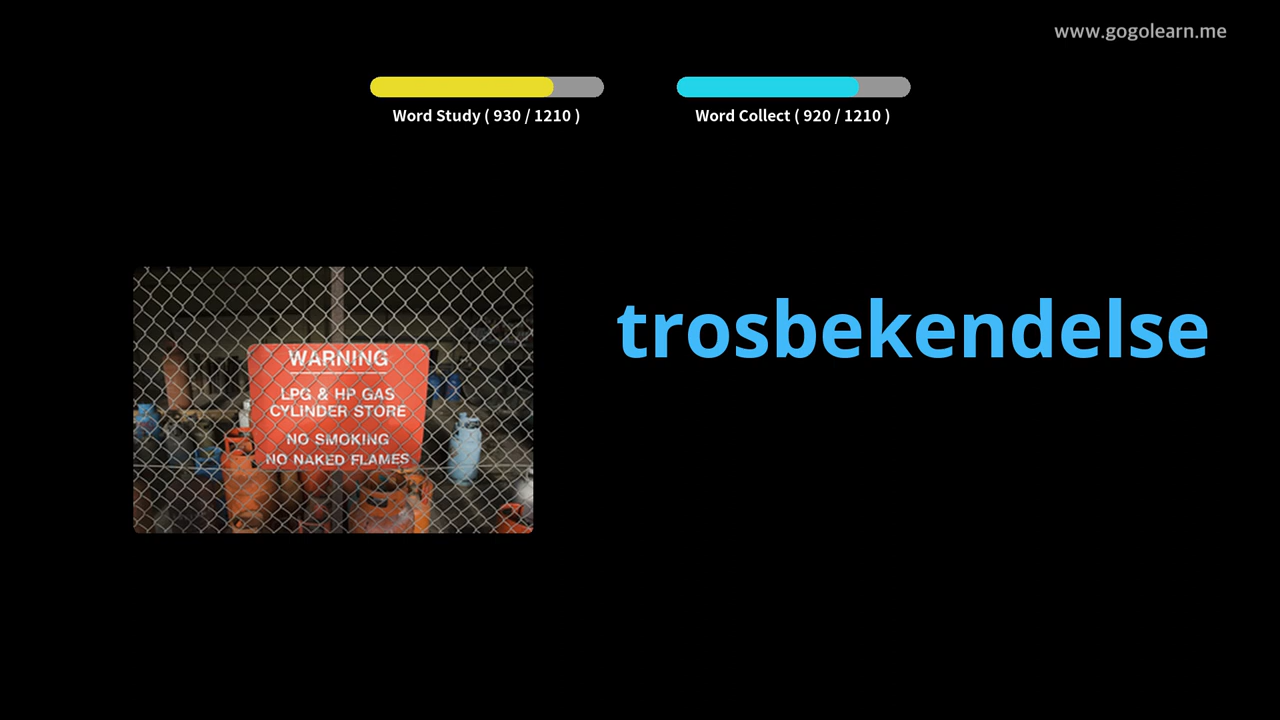 www.gogolearn.me
Word Study ( 930 / 1210 )
Word Collect ( 920 / 1210 )
trosbekendelse
WARNING
LPG & HP GAS
CYLINDER STORE
NO SMOKING
NO NAKED FLAMES